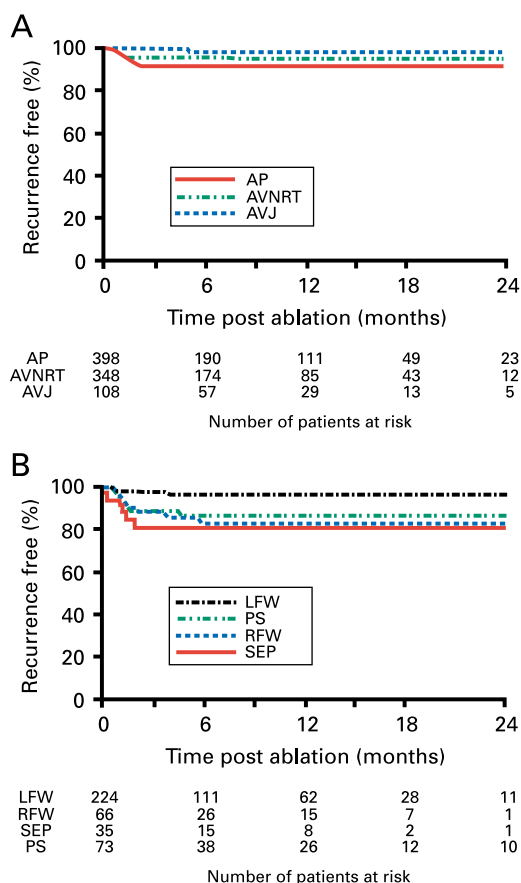 A
Recurrence free (%)
100
80
60
40
20
0
AP
AVNRT
AVJ
0 6 12 18 24
Time post ablation (months)
AP 398 190 111 49 23
AVNRT 348 174 85 43 12
AVJ 108 57 29 13 5
Number of patients at risk
B
Recurrence free (%)
100
80
60
40
20
0
LFW
PS
RFW
SEP
0 6 12 18 24
Time post ablation (months)
LFW 224 111 62 28 11
RFW 66 26 15 7 1
SEP 35 15 8 2 1
PS 73 38 26 12 10
Number of patients at risk